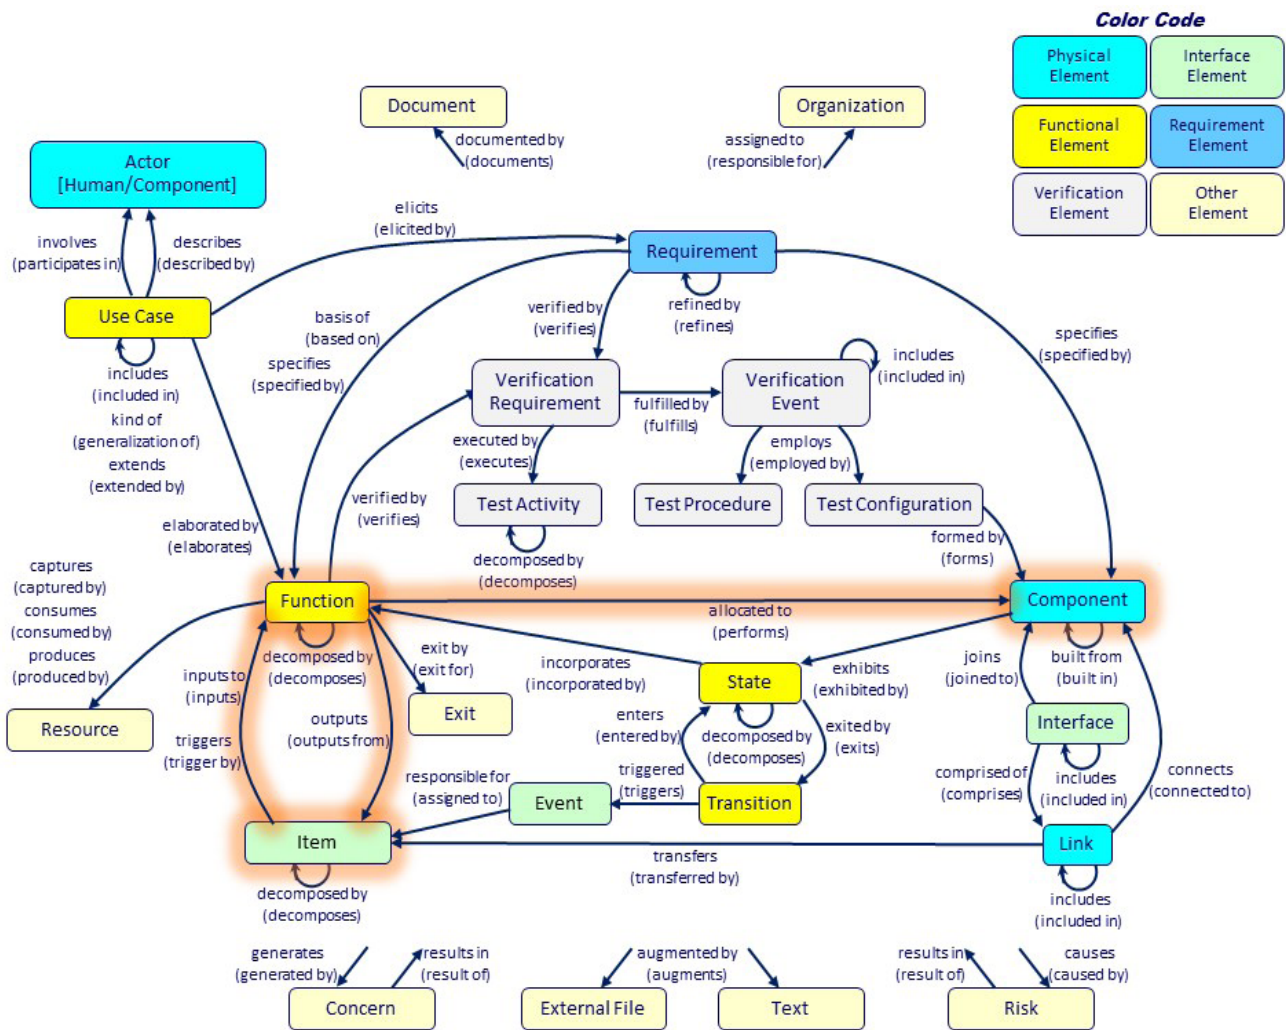 Color Code
Physical
Element
Interface
Element
Functional
Element
Requirement
Element
Verification
Element
Other
Element
Document
documented by
(documents)
Organization
assigned to
(responsible for)
Actor
[Human/Component]
involves
(participates in)
describes
(described by)
elicits
(elicited by)
Requirement
refined by
(refines)
Use Case
includes
(included in)
kind of
(generalization of)
extends
(extended by)
basis of
(based on)
specifies
(specified by)
verified by
(verifies)
specifies
(specified by)
Verification
Requirement
fulfilled by
(fulfills)
Verification
Event
includes
(included in)
executed by
(executes)
employs
(employed by)
Test Activity
decomposed by
(decomposes)
Test Procedure
Test Configuration
formed by
(forms)
verified by
(verifies)
elaborated by
(elaborates)
captures
(captured by)
consumes
(consumed by)
produces
(produced by)
Function
decomposed by
(decomposes)
allocated to
(performs)
Component
built from
(built in)
joins
(joined to)
exit by
(exit for)
Exit
incorporates
(incorporated by)
State
decomposed by
(decomposes)
exhibits
(exhibited by)
enters
(entered by)
exited by
(exits)
Resource
inputs to
(inputs)
triggers
(trigger by)
outputs
(outputs from)
Interface
includes
(included in)
comprised of
(comprises)
connects
(connected to)
responsible for
(assigned to)
Event
triggered
(triggers)
Transition
Item
decomposed by
(decomposes)
transfers
(transferred by)
Link
includes
(included in)
generates
(generated by)
results in
(result of)
Concern
augmented by
(augments)
External File
Text
results in
(result of)
causes
(caused by)
Risk